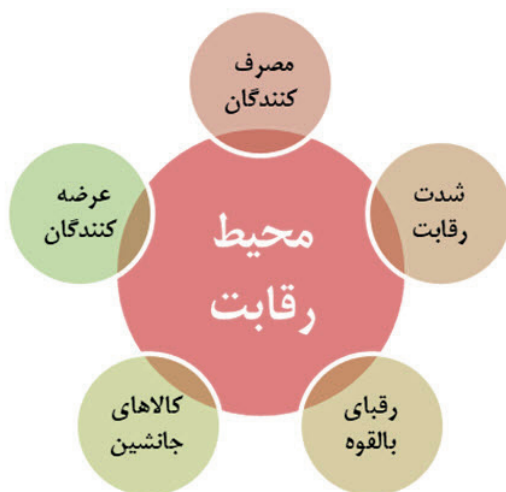 مصرف
کنندگان
شدت
رقابت
رقبای
بالقوه
کالاهای
جانشین
عرضه
کنندگان
محیط
رقابت